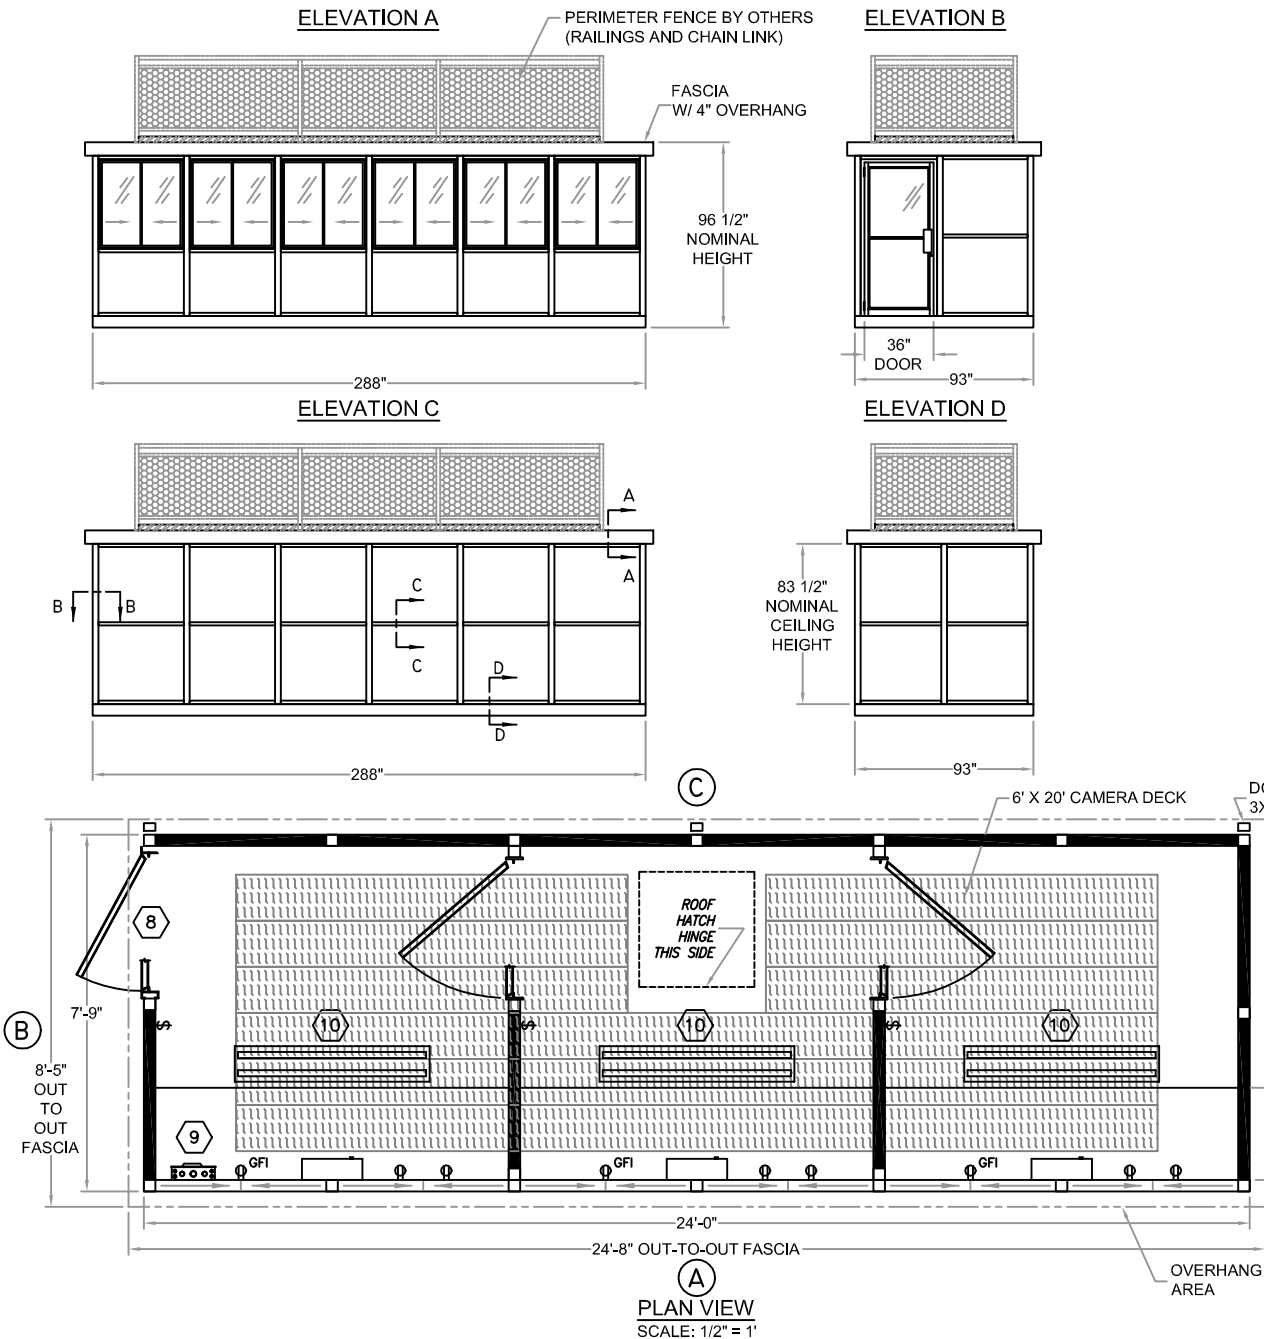 ELEVATION A
PERIMETER FENCE BY OTHERS
(RAILINGS AND CHAIN LINK)
ELEVATION B
FASCIA
W/ 4" OVERHANG
96 1/2"
NOMINAL
HEIGHT
36"
DOOR
288"
93"
ELEVATION C
ELEVATION D
A
A
B
B
C
C
D
D
83 1/2"
NOMINAL
CEILING
HEIGHT
288"
93"
C
6' X 20' CAMERA DECK
3X
8
ROOF
HATCH
HINGE
THIS SIDE
7'-9"
B
$
$
$
10
10
10
8'-5"
OUT
TO
OUT
FASCIA
9
GFI
GFI
GFI
24'-0"
24'-8" OUT-TO-OUT FASCIA
A
OVERHANG
AREA
PLAN VIEW
SCALE: 1/2" = 1'